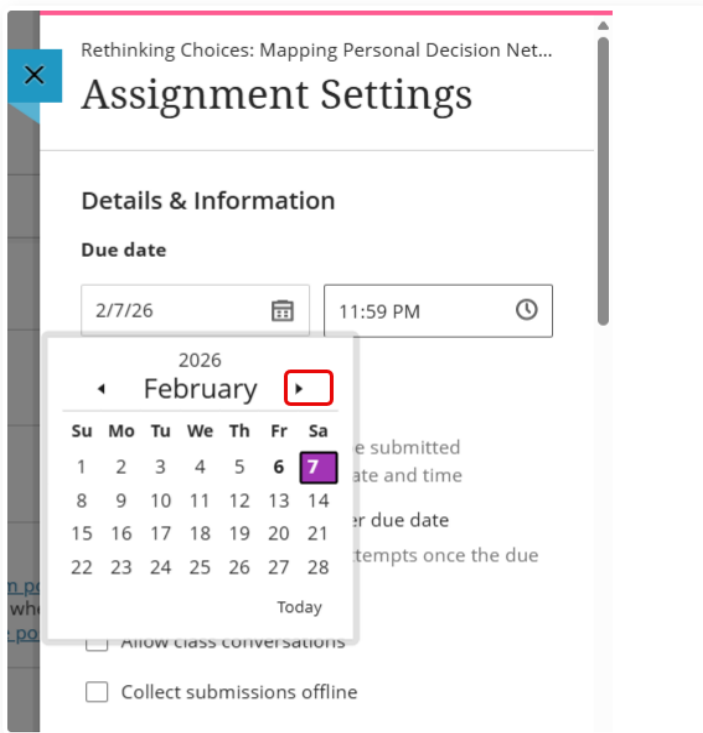 Rethinking Choices: Mapping Personal Decision Net...
Assignment Settings
Details & Information
Due date
2/7/26
11:59 PM
2026
February
Su Mo Tu We Th Fr Sa
1 2 3 4 5 6 7
8 9 10 11 12 13 14
15 16 17 18 19 20 21
22 23 24 25 26 27 28
Today
submitted
and time
due date
once the due
Allow class conversations
Collect submissions offline